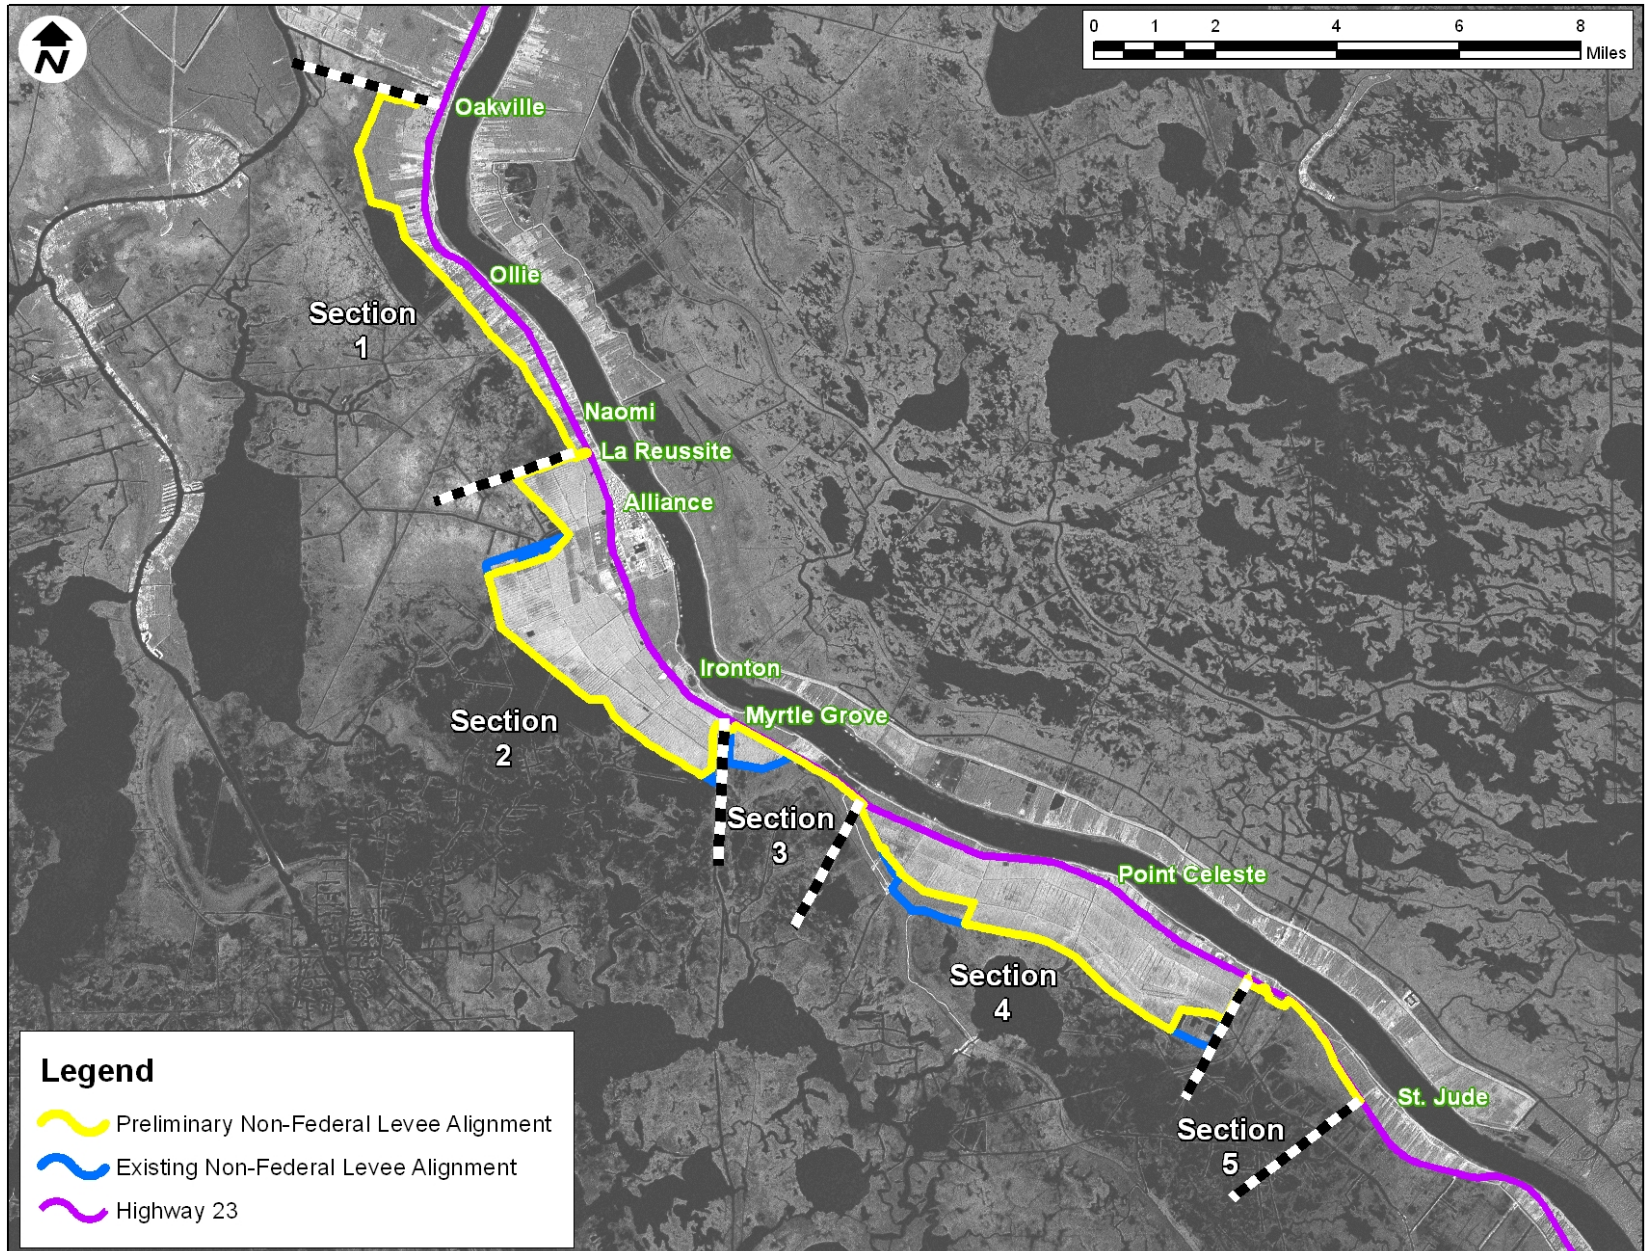 N
0 1 2 4 6 8
Miles
Oakville
Ollie
Section
1
Naomi
La Reussite
Alliance
Ironton
Section
2
Myrtle Grove
Section
3
Point Celeste
Section
4
St. Jude
Section
5
Legend
Preliminary Non-Federal Levee Alignment
Existing Non-Federal Levee Alignment
Highway 23